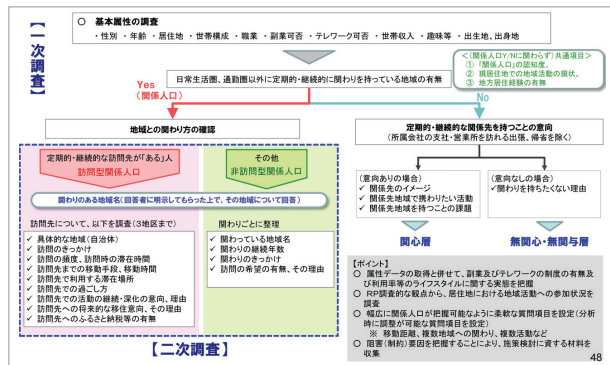 【一次調査】
○ 基本属性の調査
・性別 ・年齢 ・居住地 ・世帯構成 ・職業 ・副業可否 ・テレワーク可否 ・世帯収入 ・趣味等 ・出生地、出身地
<(関係人口Y/Nに関わらず)共通項目>
① 「関係人口」の認知度、
② 現居住地での地域活動の現状、
③ 地方居住経験の有無
日常生活圏、通勤圏以外に定期的・継続的に関わりを持っている地域の有無
Yes
(関係人口)
No
地域との関わり方の確認
定期的・継続的な訪問先が「ある」人
訪問型関係人口
その他
非訪問型関係人口
関わりのある地域名(回答者に明示してもらった上で、その地域について回答)
訪問先について、以下を調査(3地区まで)
✓ 具体的な地域(自治体)
✓ 訪問のきっかけ
✓ 訪問の頻度、訪問時の滞在時間
✓ 訪問先までの移動手段、移動時間
✓ 訪問先で利用する滞在場所
✓ 訪問先での過ごし方
✓ 訪問先での活動の継続・深化の意向、理由
✓ 訪問先への将来的な移住意向、その理由
✓ 訪問先へのふるさと納税等の有無
関わりごとに整理
✓ 関わっている地域名
✓ 関わりの継続年数
✓ 関わりのきっかけ
✓ 訪問の希望の有無、その理由
【二次調査】
定期的・継続的な関係先を持つことの意向
(所属会社の支社・営業所を訪れる出張、帰省を除く)
(意向ありの場合)
✓ 関係先のイメージ
✓ 関係先地域で携わりたい活動
✓ 関係先地域を持つことの課題
(意向なしの場合)
✓関わりを持ちたくない理由
関心層
無関心・無関与層
【ポイント】
○ 属性データの取得と併せて、副業及びテレワークの制度の有無及び利用率等のライフスタイルに関する実態を把握
○ RP調査的な観点から、居住地における地域活動への参加状況を調査
○ 幅広に関係人口が把握可能なように柔軟な質問項目を設定(分析時に調整が可能な質問項目を設定)
※ 移動距離、複数地域への関わり、複数活動など
○ 阻害(制約)要因を把握することにより、施策検討に資する材料を収集
48